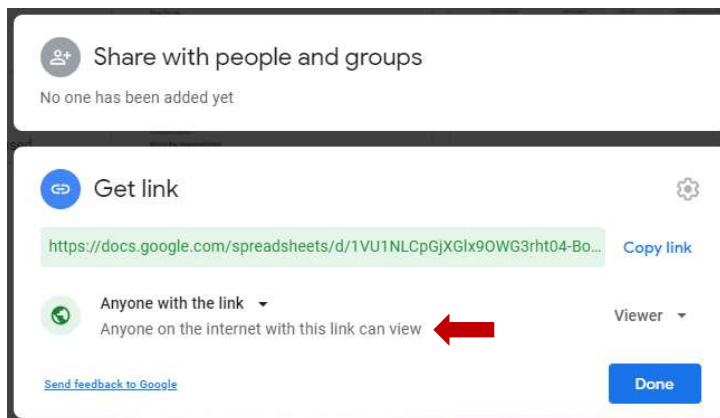 Share with people and groups
No one has been added yet
Get link
https://docs.google.com/spreadsheets/d/1VU1NLCpGjXGlx9OWG3rht04-Bo...
Copy link
Anyone with the link
Anyone on the internet with this link can view
Viewer
Send feedback to Google
Done